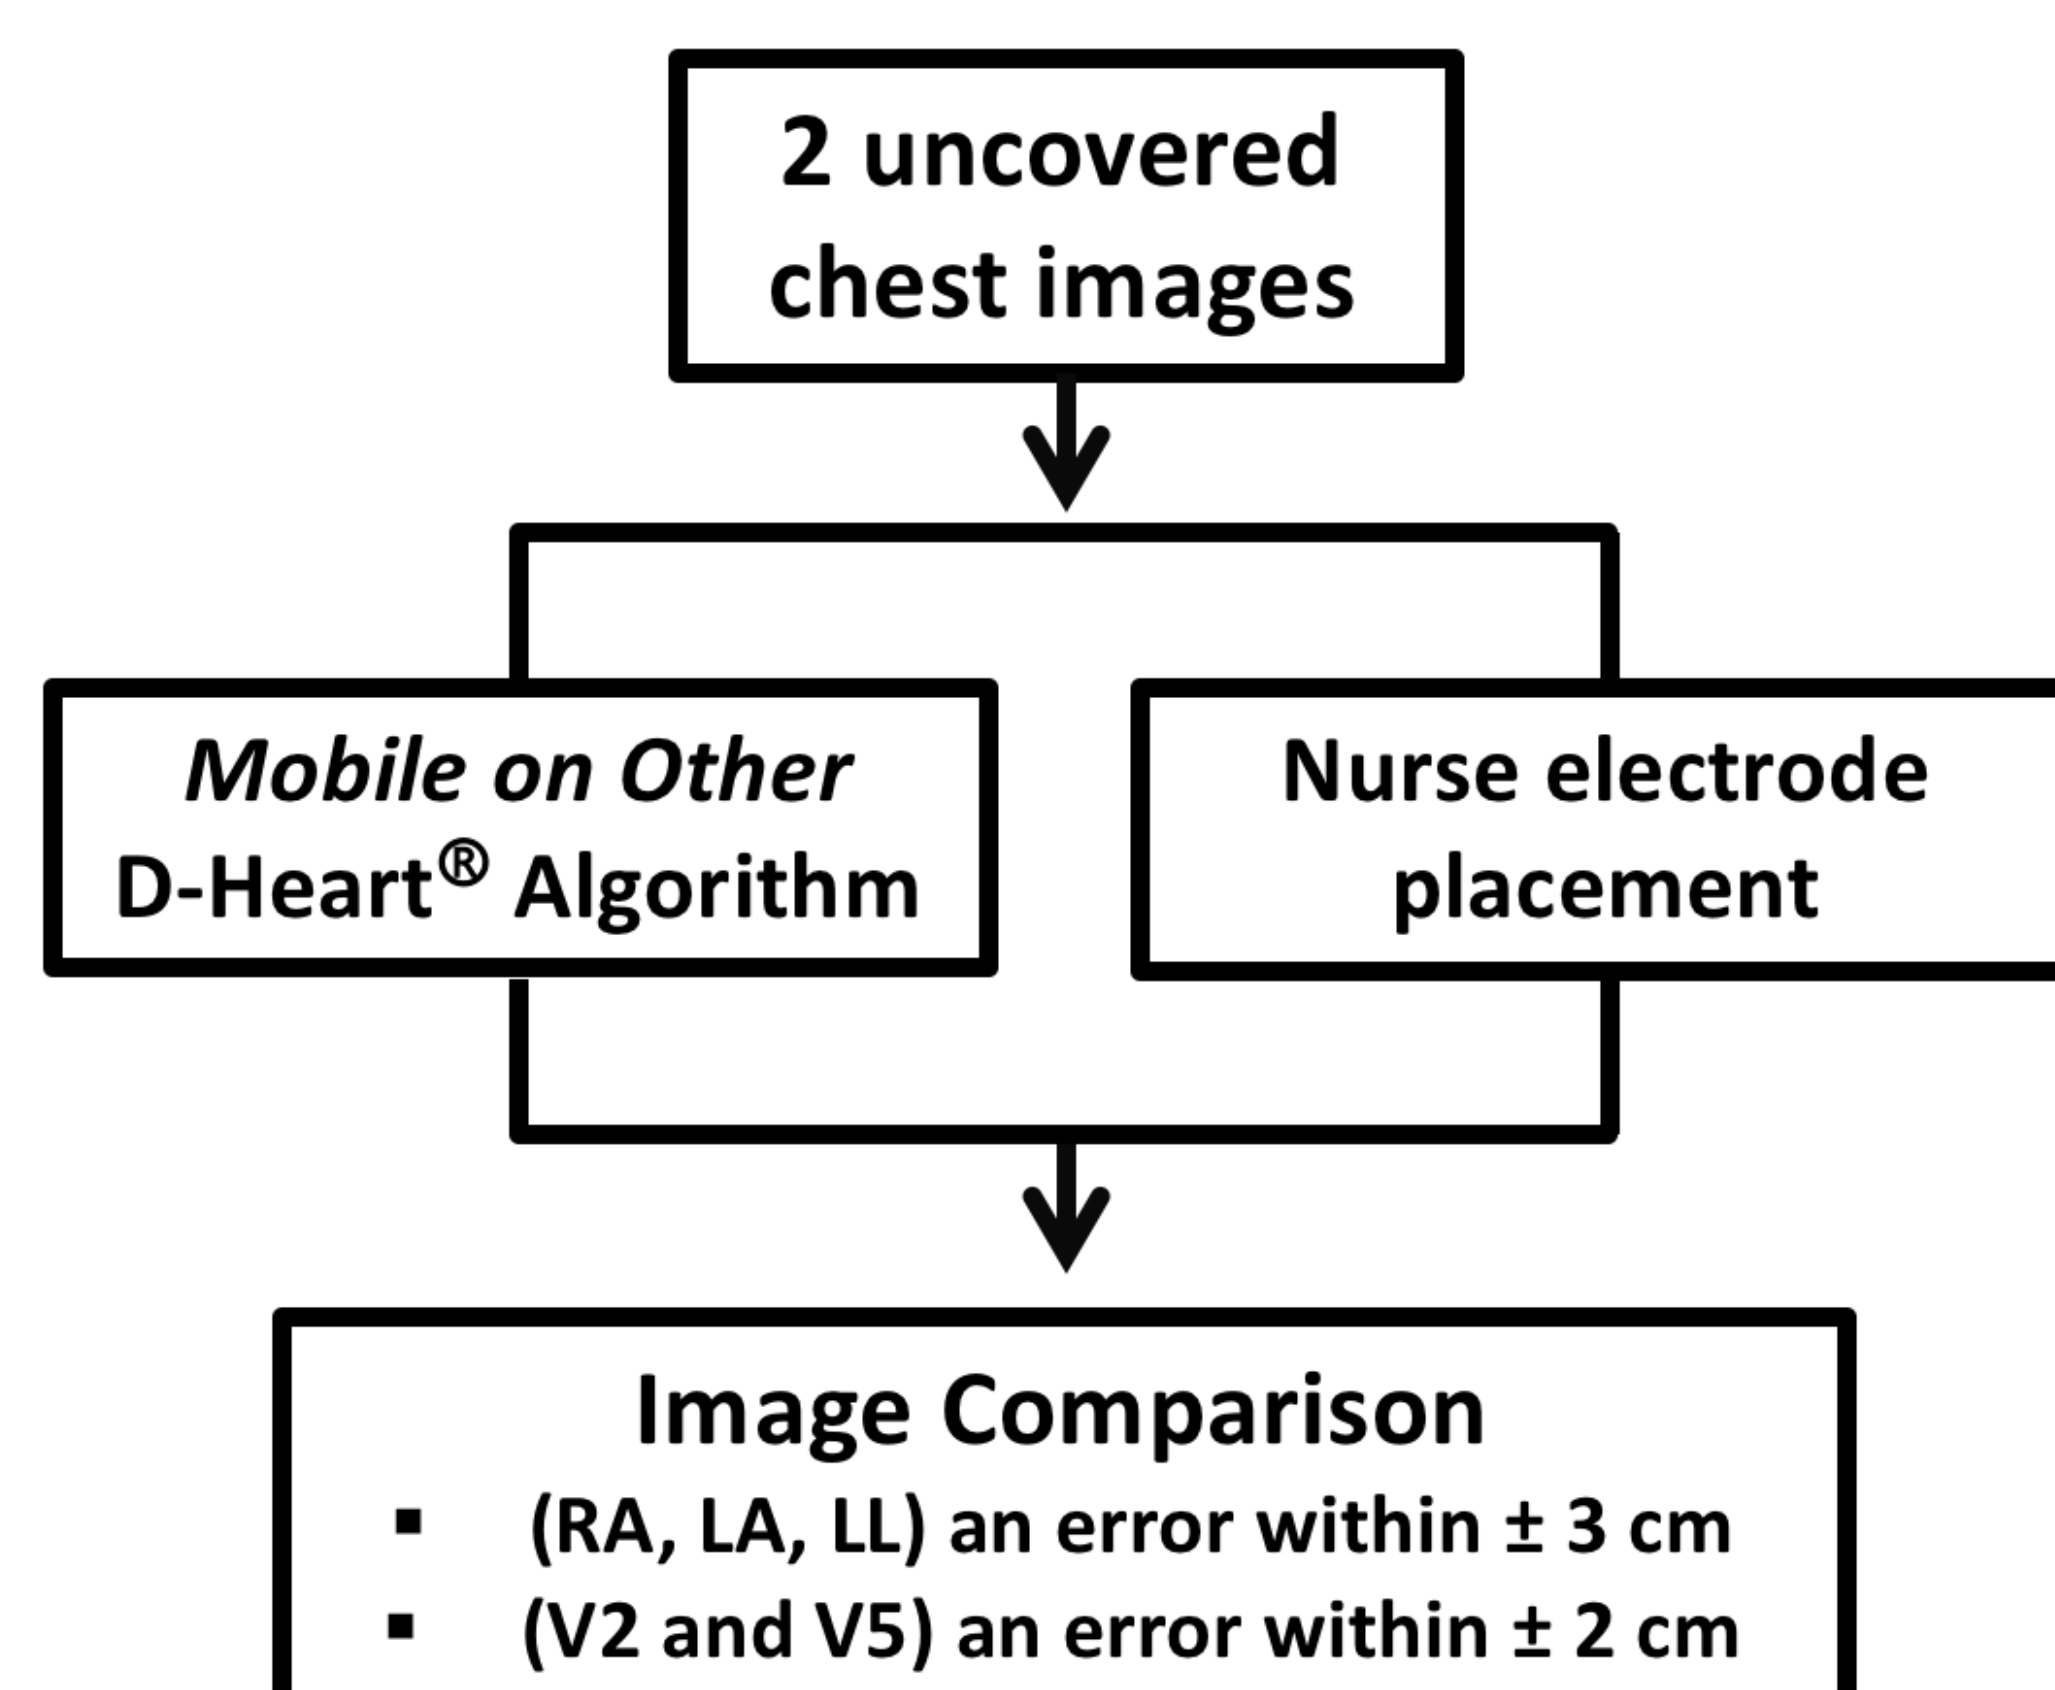 2 uncovered
chest images
Mobile on Other
D-Heart® Algorithm
Nurse electrode
placement
Image Comparison
▪ (RA, LA, LL) an error within ± 3 cm
▪ (V2 and V5) an error within ± 2 cm